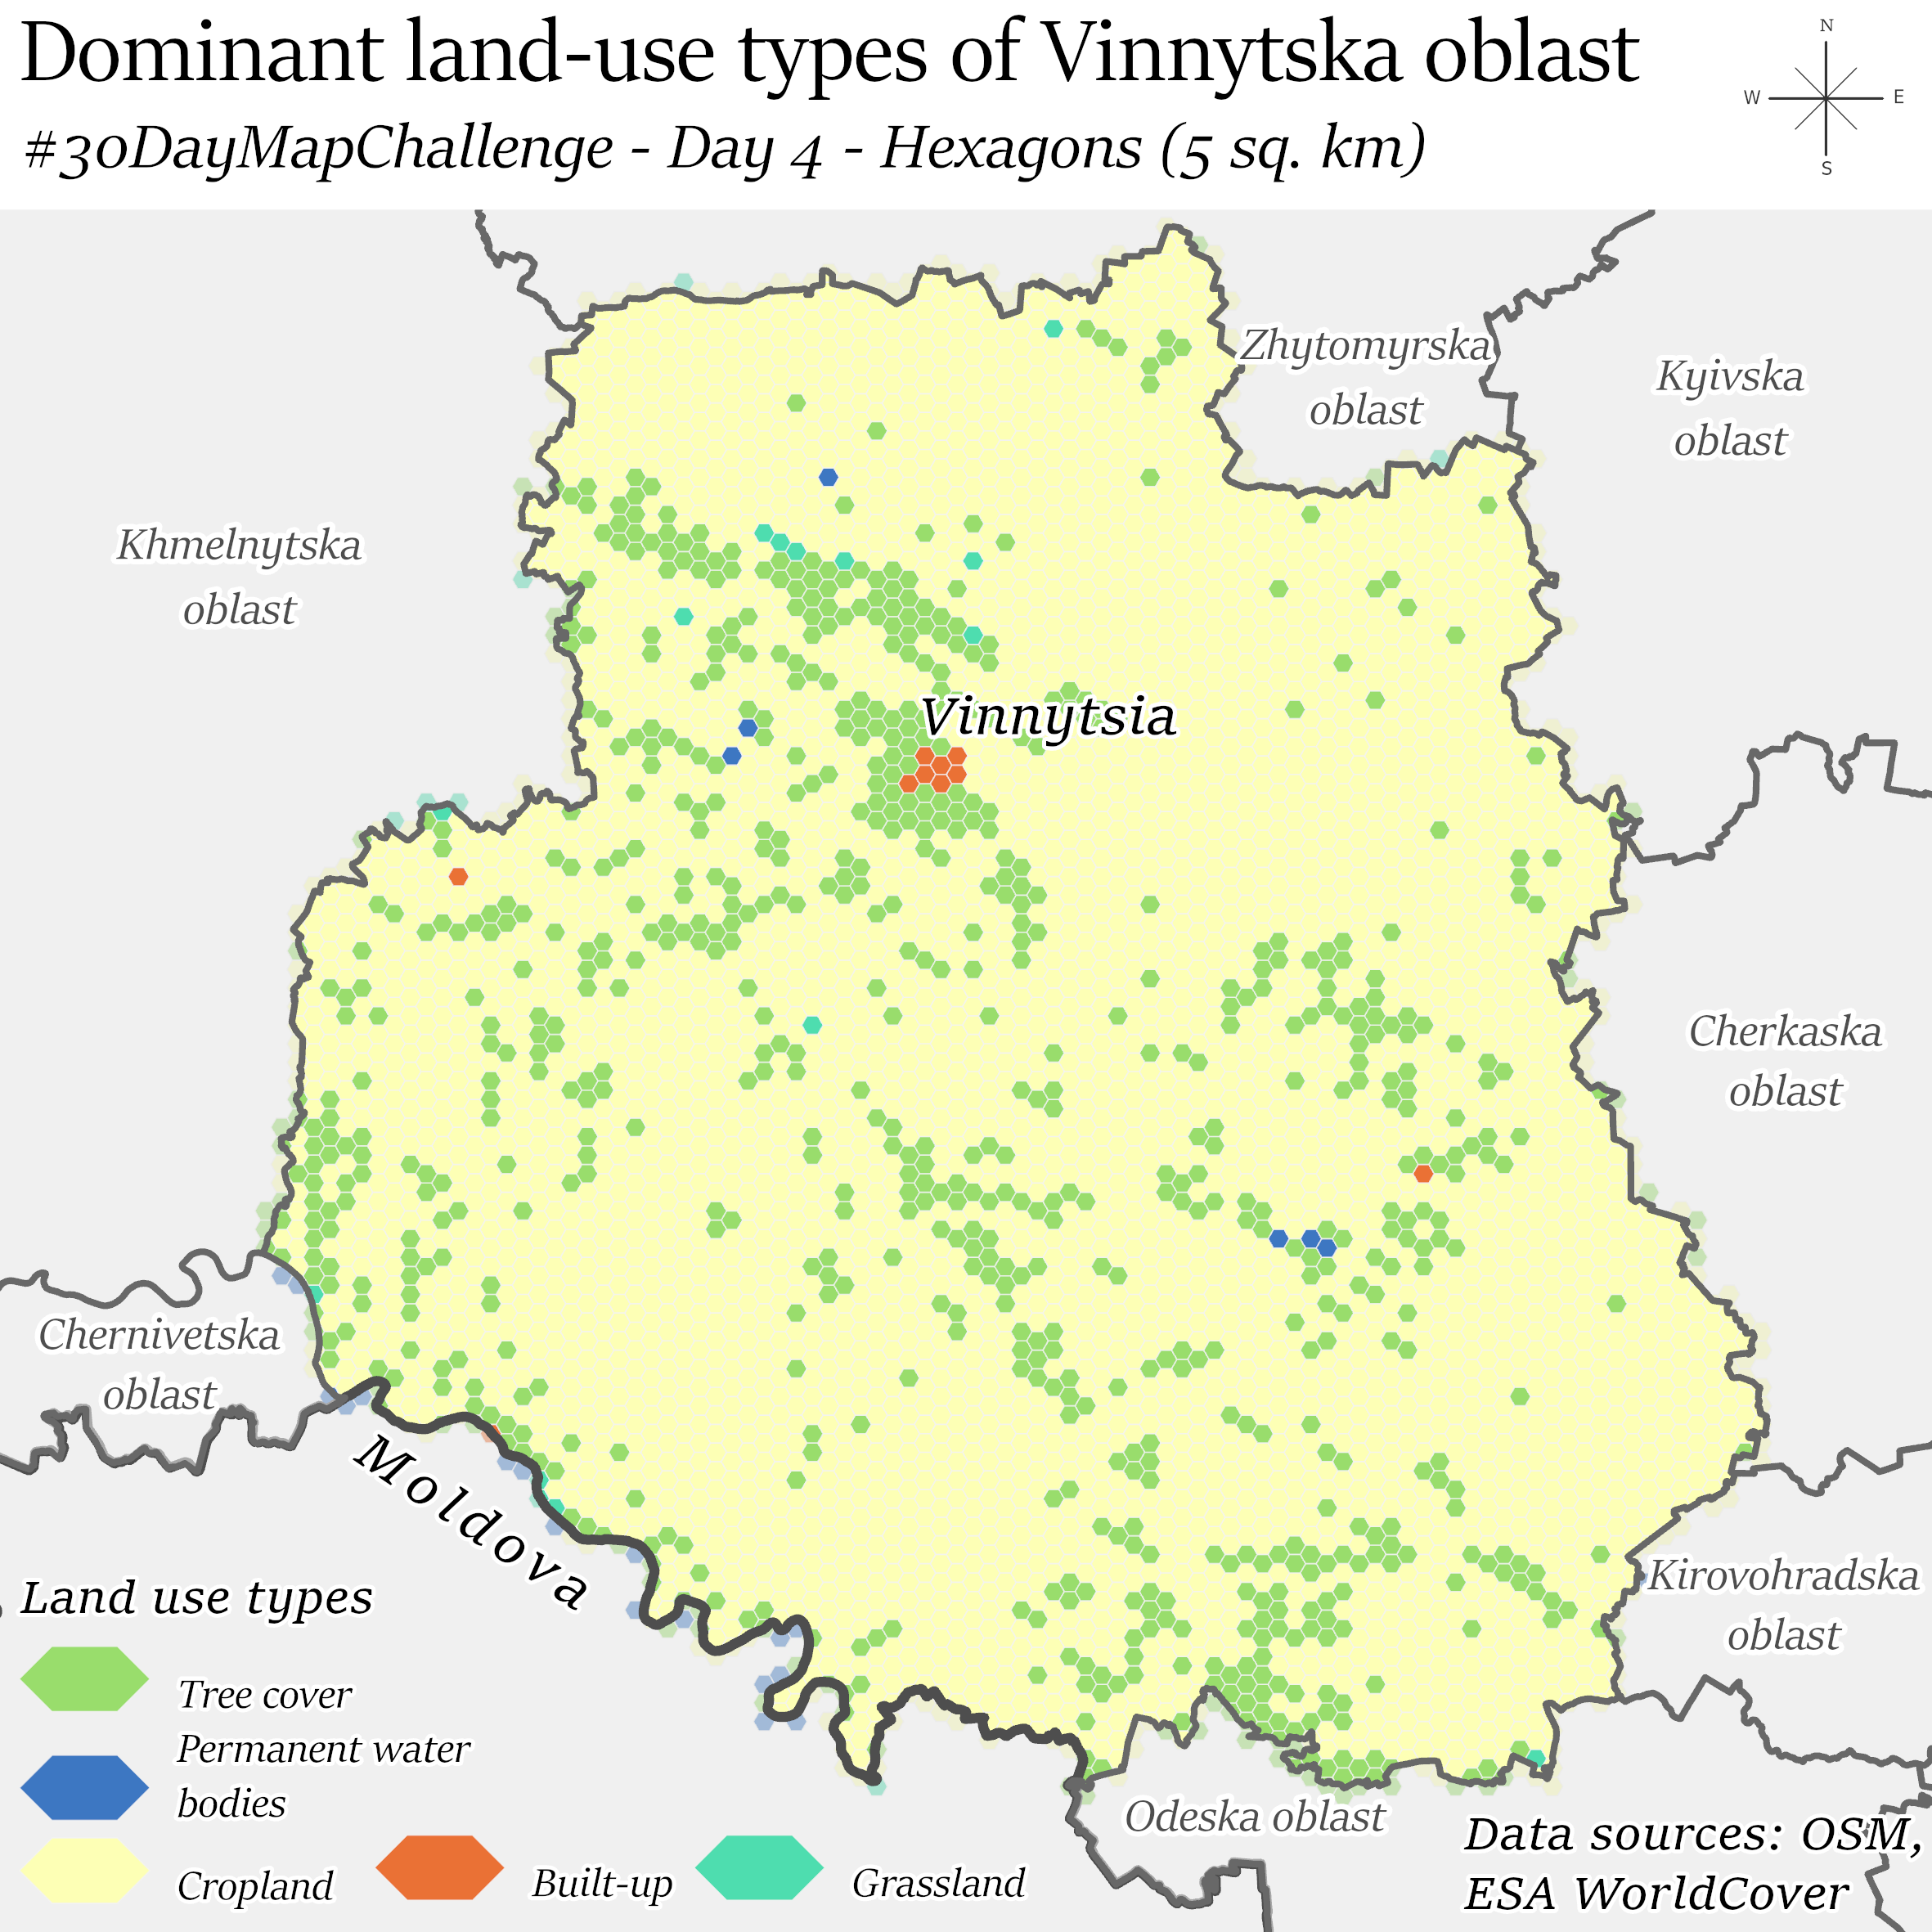 Dominant land-use types of Vinnytska oblast
#30DayMapChallenge - Day 4 - Hexagons (5 sq. km)
N
W
E
S
Zhytomyrska
oblast
Kyivska
oblast
Khmelnytska
oblast
Vinnytsia
Cherkaska
oblast
Chernivetska
oblast
Moldova
Kirovohradska
oblast
Odeska oblast
Land use types
Tree cover
Permanent water
bodies
Cropland
Built-up
Grassland
Data sources: OSM,
ESA WorldCover